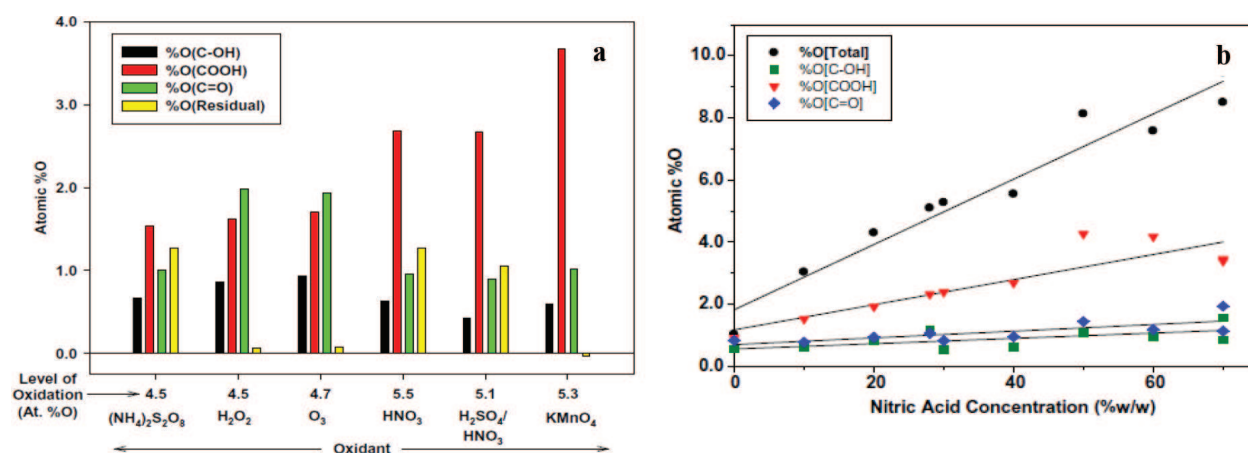 4.0
3.0
2.0
1.0
0.0
Atomic %O
%O(C-OH)
%O(COOH)
%O(C=O)
%O(Residual)
a
Level of
Oxidation
(At. %O)
4.5 4.5 4.7 5.5 5.1 5.3
(NH₄)₂S₂O₈ H₂O₂ O₃ HNO₃ H₂SO₄/ KMnO₄
HNO₃
Oxidant
10.0
8.0
6.0
4.0
2.0
0.0
Atomic %O
%O[Total]
%O[C-OH]
%O[COOH]
%O[C=O]
b
0 20 40 60
Nitric Acid Concentration (%w/w)